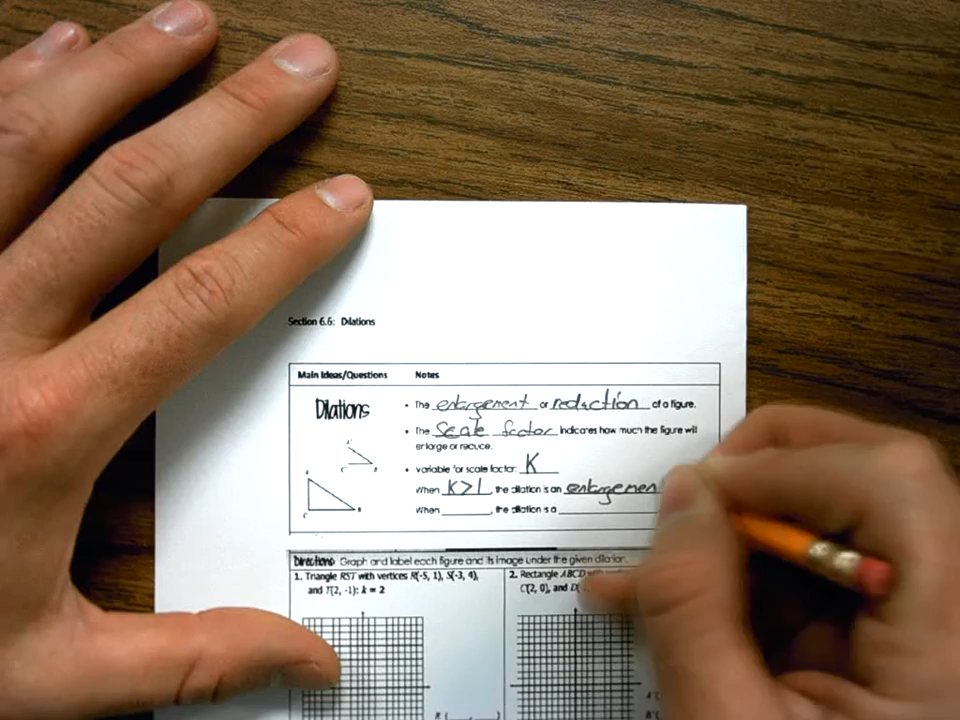 Section 6.6: Dilations
Main Ideas/Questions Notes
Dilations
• The enlargement or reduction of a figure.
• The Scale factor indicates how much the figure will
enlarge or reduce.
• variable for scale factor: K
When K>1, the dilation is an enlargement
When ______, the dilation is a
Directions Graph and label each figure and its image under the given dilation.
1. Triangle RST with vertices R(-5, 1), S(-3, 4),
and T(2, -1): k = 2
2. Rectangle ABCD
C(2, 0), and D(
R (____, ____)